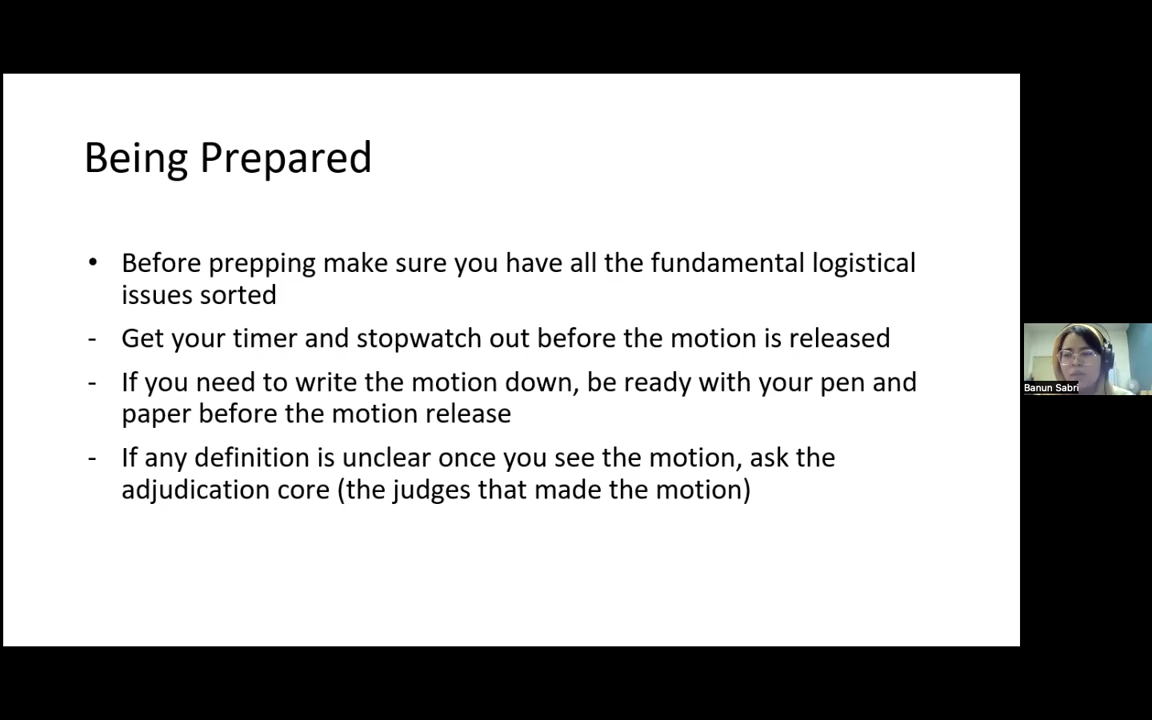 Being Prepared
• Before prepping make sure you have all the fundamental logistical
issues sorted
- Get your timer and stopwatch out before the motion is released
- If you need to write the motion down, be ready with your pen and
paper before the motion release
- If any definition is unclear once you see the motion, ask the
adjudication core (the judges that made the motion)
Banun Sabri